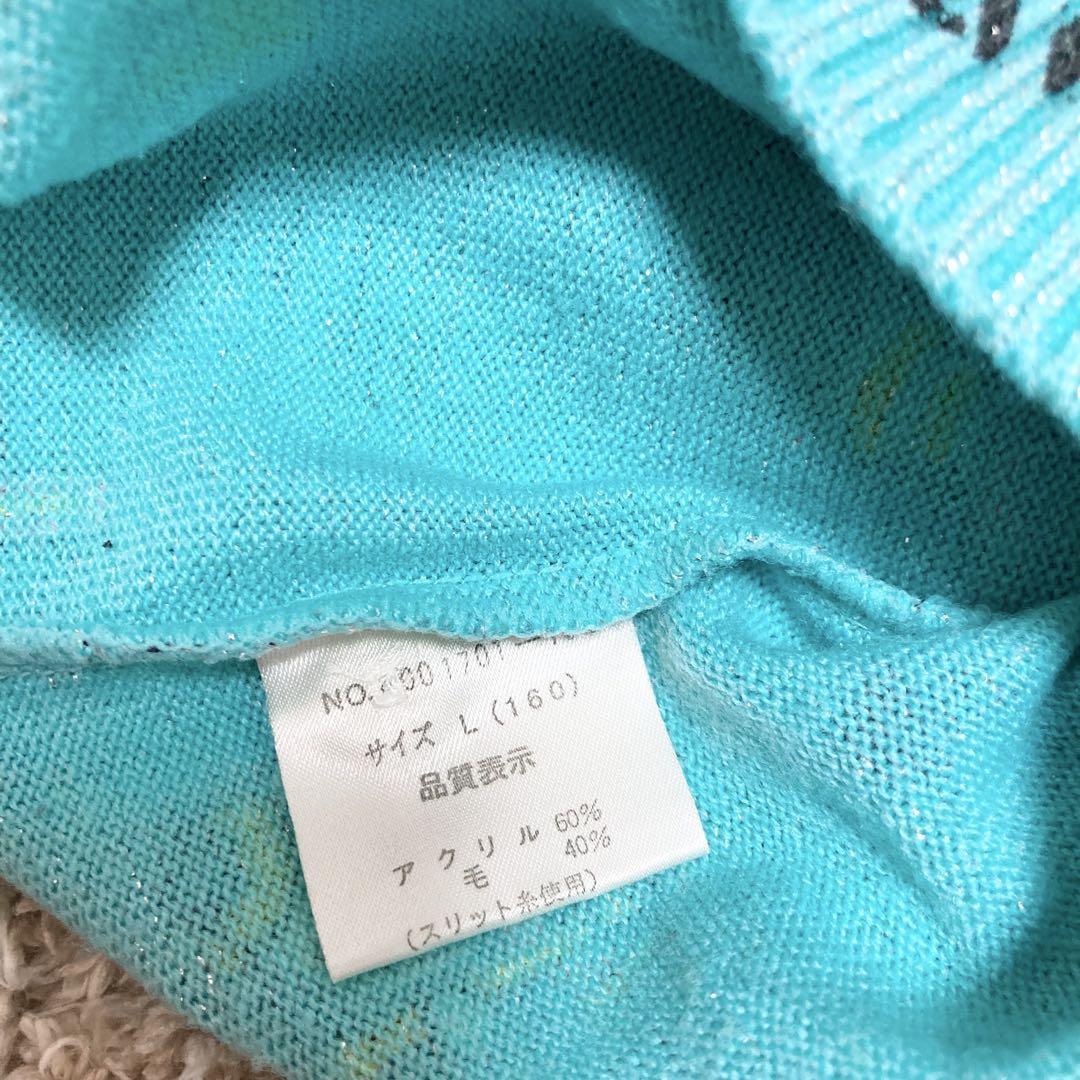 NO.
サイズ L(160)
品質表示
アクリル 60%
毛 40%
(スリット糸使用)